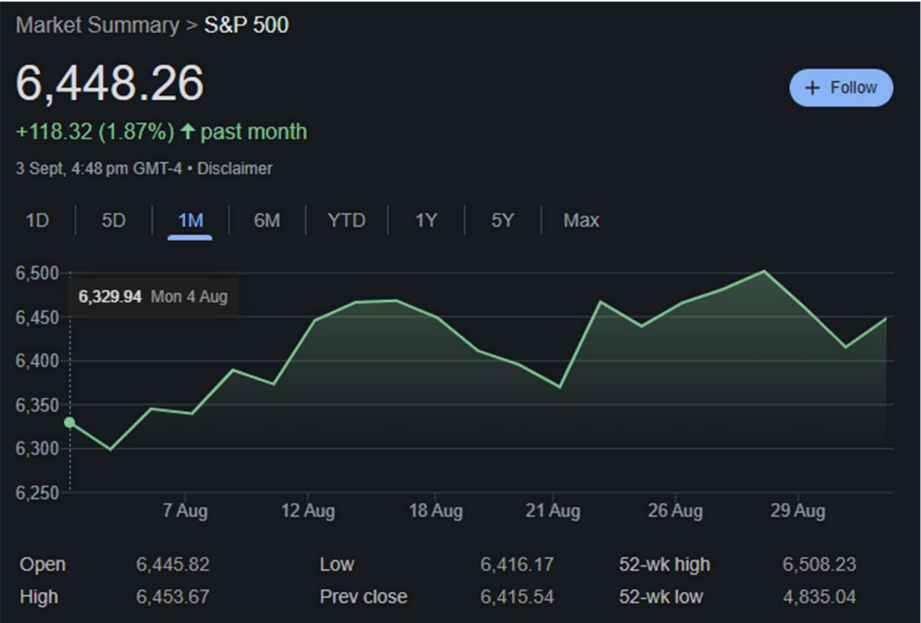 Market Summary > S&P 500
6,448.26
+ Follow
+118.32 (1.87%) ↑ past month
3 Sept, 4:48 pm GMT-4 • Disclaimer
1D 5D 1M 6M YTD 1Y 5Y Max
6,500
6,329.94 Mon 4 Aug
6,450
6,400
6,350
6,300
6,250
7 Aug 12 Aug 18 Aug 21 Aug 26 Aug 29 Aug
Open 6,445.82 Low 6,416.17 52-wk high 6,508.23
High 6,453.67 Prev close 6,415.54 52-wk low 4,835.04